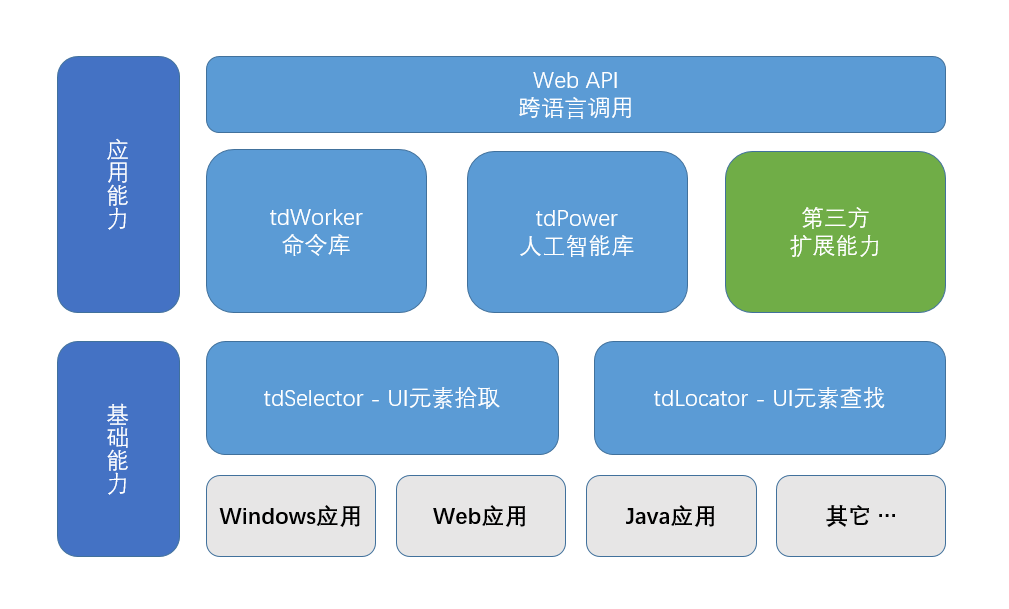 应用能力
Web API
跨语言调用
tdWorker
命令库
tdPower
人工智能库
第三方
扩展能力
基础能力
tdSelector - UI元素拾取
tdLocator - UI元素查找
Windows应用
Web应用
Java应用
其它 ···